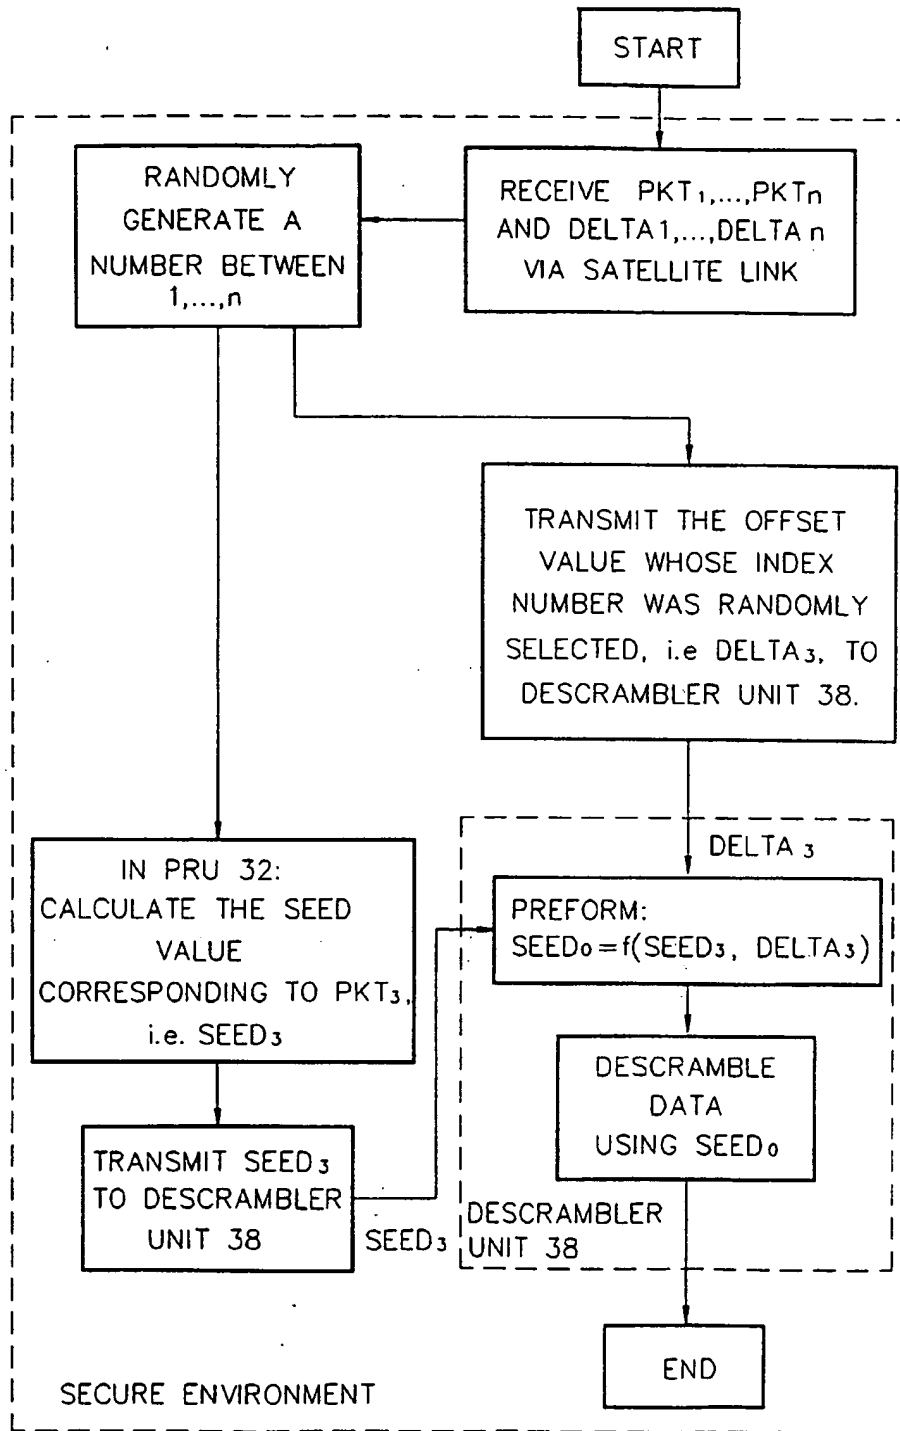 START
RECEIVE PKT1,...,PKTn
AND DELTA1,...,DELTAn
VIA SATELLITE LINK
RANDOMLY
GENERATE A
NUMBER BETWEEN
1,...,n
TRANSMIT THE OFFSET
VALUE WHOSE INDEX
NUMBER WAS RANDOMLY
SELECTED, i.e DELTA3, TO
DESCRAMBLER UNIT 38.
IN PRU 32:
CALCULATE THE SEED
VALUE
CORRESPONDING TO PKT3,
i.e. SEED3
TRANSMIT SEED3
TO DESCRAMBLER
UNIT 38
SEED3
DELTA 3
PREFORM:
SEED0=f(SEED3, DELTA3)
DESCRAMBLE
DATA
USING SEED0
DESCRAMBLER
UNIT 38
END
SECURE ENVIRONMENT